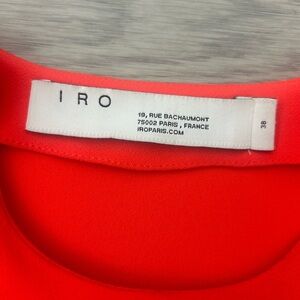 IRO
19, RUE BACHAUMONT
75002 PARIS , FRANCE
IROPARIS.COM
38